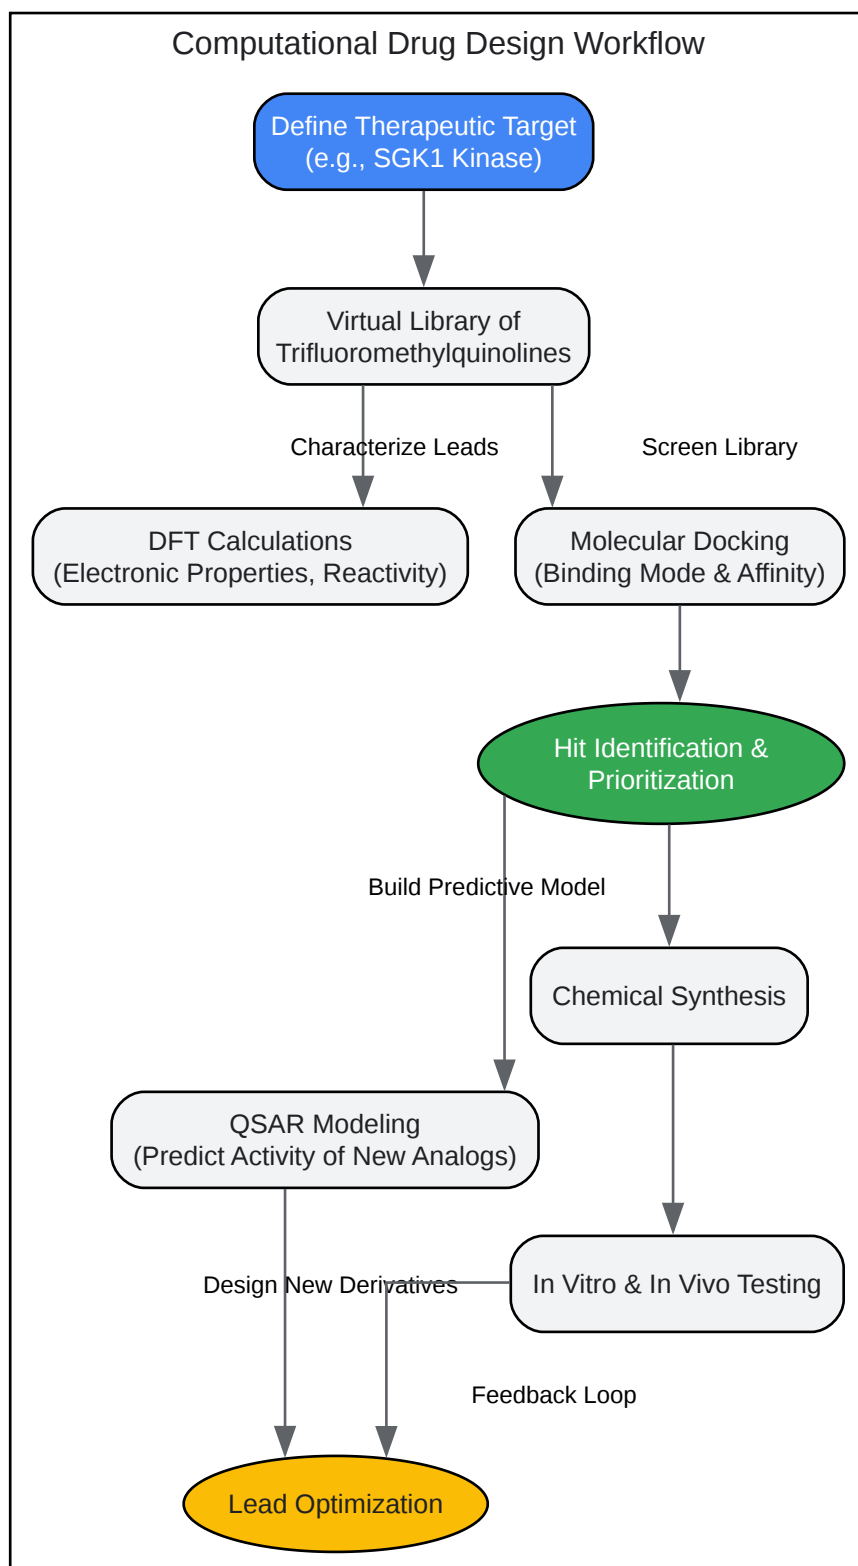 Computational Drug Design Workflow
Define Therapeutic Target
(e.g., SGK1 Kinase)
Virtual Library of
Trifluoromethylquinolines
Characterize Leads
Screen Library
DFT Calculations
(Electronic Properties, Reactivity)
Molecular Docking
(Binding Mode & Affinity)
Hit Identification &
Prioritization
Build Predictive Model
Chemical Synthesis
QSAR Modeling
(Predict Activity of New Analogs)
Design New Derivatives
In Vitro & In Vivo Testing
Feedback Loop
Lead Optimization